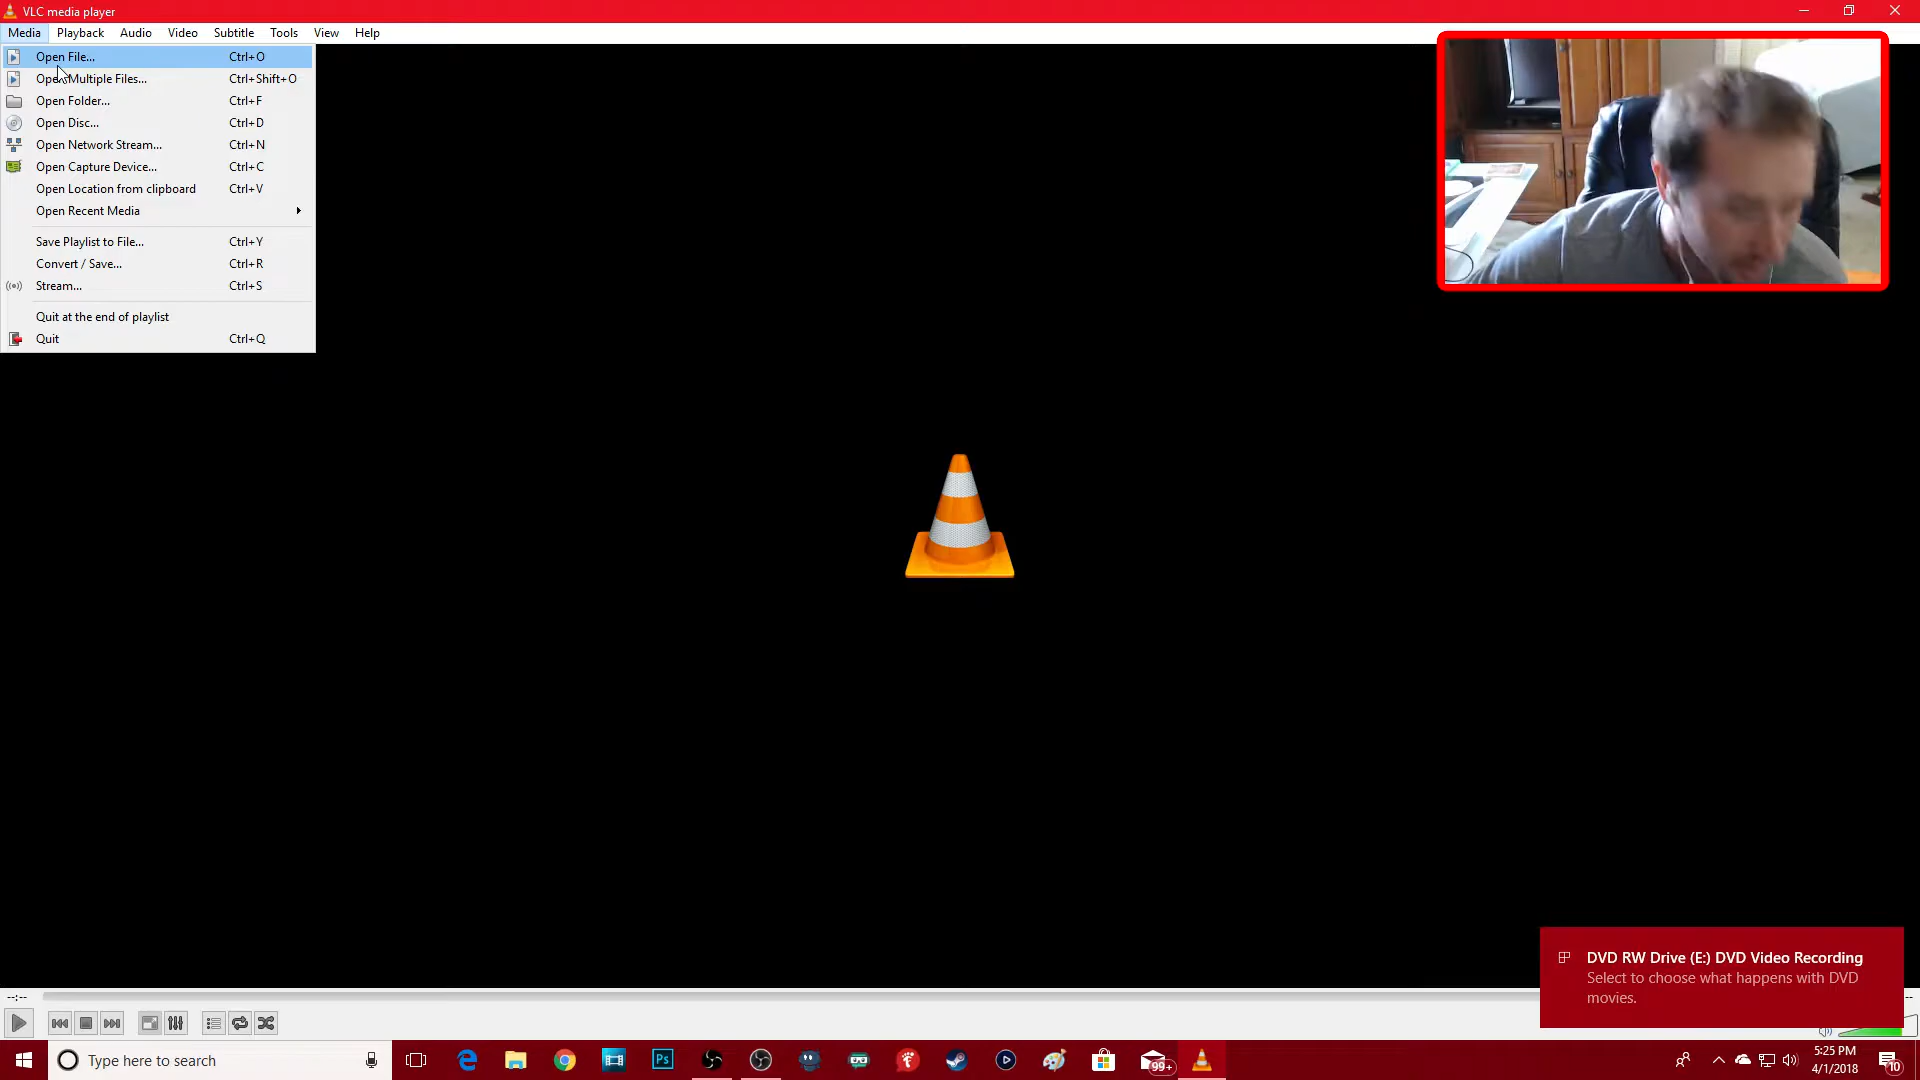 VLC media player
Media Playback Audio Video Subtitle Tools View Help
Open File... Ctrl+O
Open Multiple Files... Ctrl+Shift+O
Open Folder... Ctrl+F
Open Disc... Ctrl+D
Open Network Stream... Ctrl+N
Open Capture Device... Ctrl+C
Open Location from clipboard Ctrl+V
Open Recent Media
Save Playlist to File... Ctrl+Y
Convert / Save... Ctrl+R
Stream... Ctrl+S
Quit at the end of playlist
Quit Ctrl+Q
DVD RW Drive (E:) DVD Video Recording
Select to choose what happens with DVD
movies.
--:--
Type here to search
Ps
99+
5:25 PM
4/1/2018
10